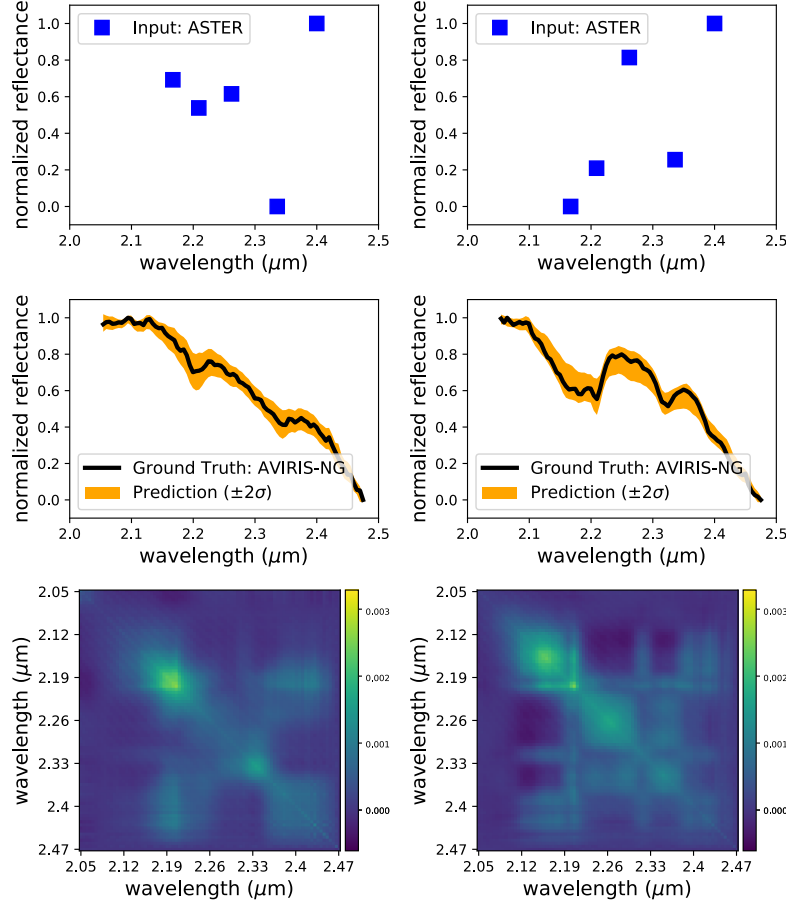 normalized reflectance
1.0
0.8
0.6
0.4
0.2
0.0
Input: ASTER
2.0 2.1 2.2 2.3 2.4 2.5
wavelength (μm)
normalized reflectance
1.0
0.8
0.6
0.4
0.2
0.0
Input: ASTER
2.0 2.1 2.2 2.3 2.4 2.5
wavelength (μm)
normalized reflectance
1.0
0.8
0.6
0.4
0.2
0.0
Ground Truth: AVIRIS-NG
Prediction (±2σ)
2.0 2.1 2.2 2.3 2.4 2.5
wavelength (μm)
normalized reflectance
1.0
0.8
0.6
0.4
0.2
0.0
Ground Truth: AVIRIS-NG
Prediction (±2σ)
2.0 2.1 2.2 2.3 2.4 2.5
wavelength (μm)
wavelength (μm)
2.05
2.12
2.19
2.26
2.33
2.4
2.47
2.05 2.12 2.19 2.26 2.33 2.4 2.47
wavelength (μm)
0.003
0.002
0.001
0.000
wavelength (μm)
2.05
2.12
2.19
2.26
2.33
2.4
2.47
2.05 2.12 2.19 2.26 2.33 2.4 2.47
wavelength (μm)
0.003
0.002
0.001
0.000